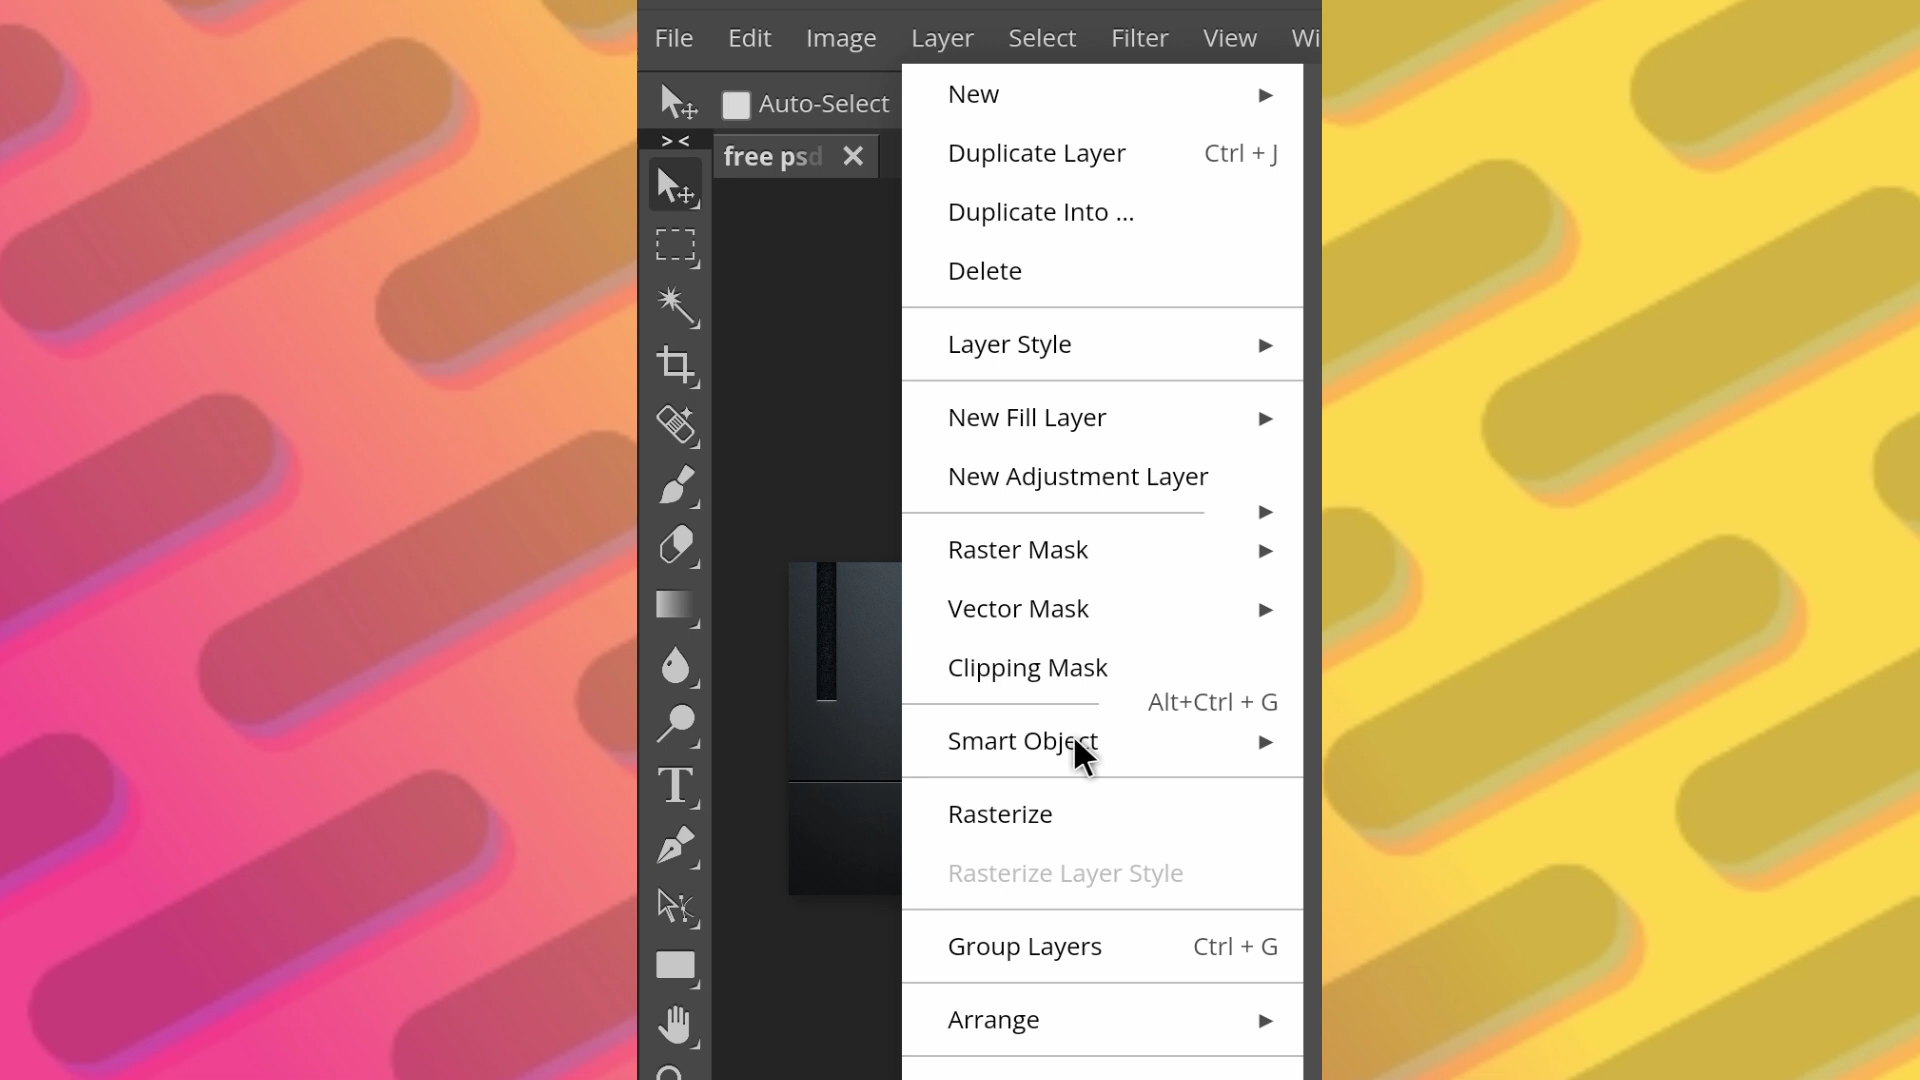 File Edit Image Layer Select Filter View Wi
Auto-Select
> <
free psd
New
Duplicate Layer Ctrl + J
Duplicate Into ...
Delete
Layer Style
New Fill Layer
New Adjustment Layer
Raster Mask
Vector Mask
Clipping Mask
Alt+Ctrl + G
Smart Object
Rasterize
Rasterize Layer Style
Group Layers Ctrl + G
Arrange